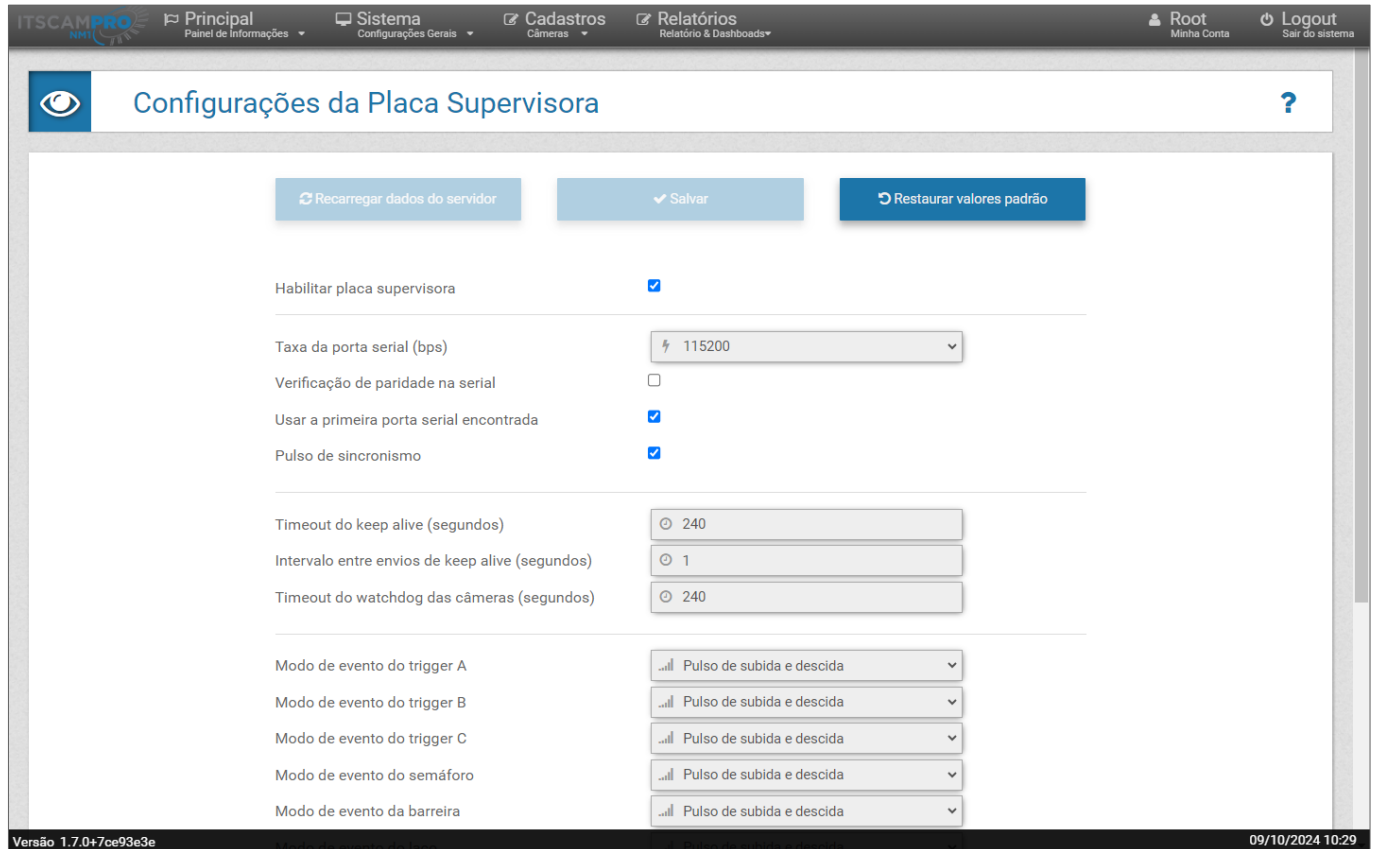 ITSCAMPRO
NMI
Principal
Painel de Informações
Sistema
Configurações Gerais
Cadastros
Câmeras
Relatórios
Relatório & Dashboads
Root
Minha Conta
Logout
Sair do sistema
Configurações da Placa Supervisora
?
Recarregar dados do servidor
Salvar
Restaurar valores padrão
Habilitar placa supervisora
Taxa da porta serial (bps) 115200
Verificação de paridade na serial
Usar a primeira porta serial encontrada
Pulso de sincronismo
Timeout do keep alive (segundos) 240
Intervalo entre envios de keep alive (segundos) 1
Timeout do watchdog das câmeras (segundos) 240
Modo de evento do trigger A Pulso de subida e descida
Modo de evento do trigger B Pulso de subida e descida
Modo de evento do trigger C Pulso de subida e descida
Modo de evento do semáforo Pulso de subida e descida
Modo de evento da barreira Pulso de subida e descida
Versão 1.7.0+7ce93e3e
09/10/2024 10:29